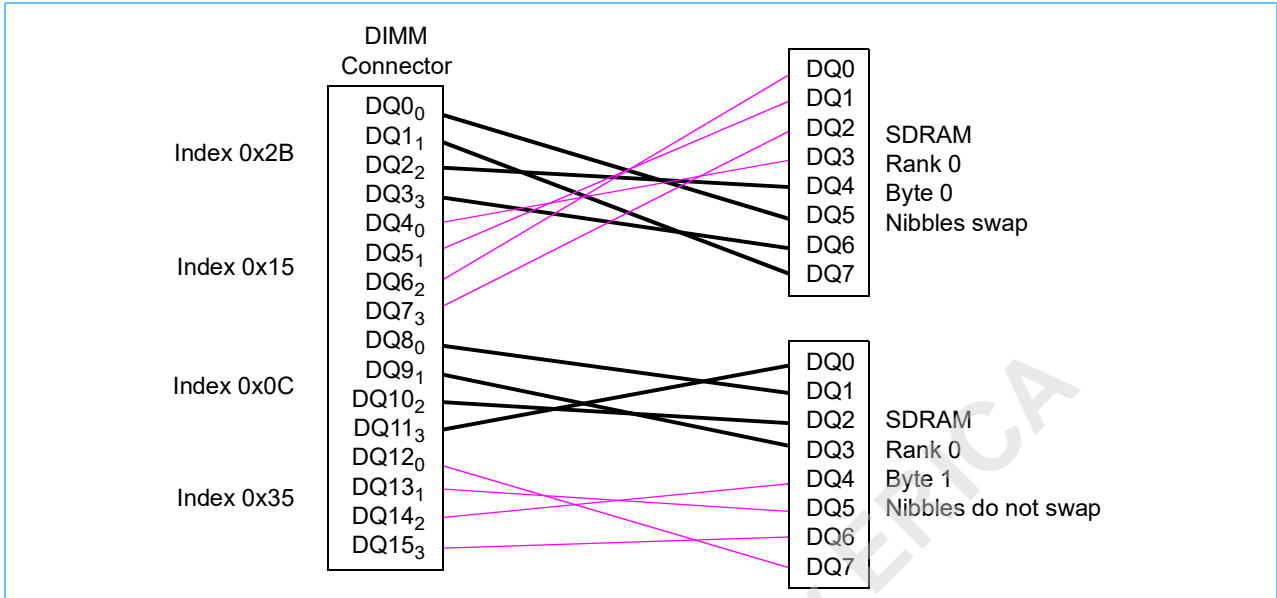 DIMM
Connector
DQ0₀
DQ1₁
DQ2₂
DQ3₃
DQ4₀
DQ5₁
DQ6₂
DQ7₃
DQ8₀
DQ9₁
DQ10₂
DQ11₃
DQ12₀
DQ13₁
DQ14₂
DQ15₃
Index 0x2B
Index 0x15
Index 0x0C
Index 0x35
DQ0
DQ1
DQ2
DQ3
DQ4
DQ5
DQ6
DQ7
SDRAM
Rank 0
Byte 0
Nibbles swap
DQ0
DQ1
DQ2
DQ3
DQ4
DQ5
DQ6
DQ7
SDRAM
Rank 0
Byte 1
Nibbles do not swap
ERICA